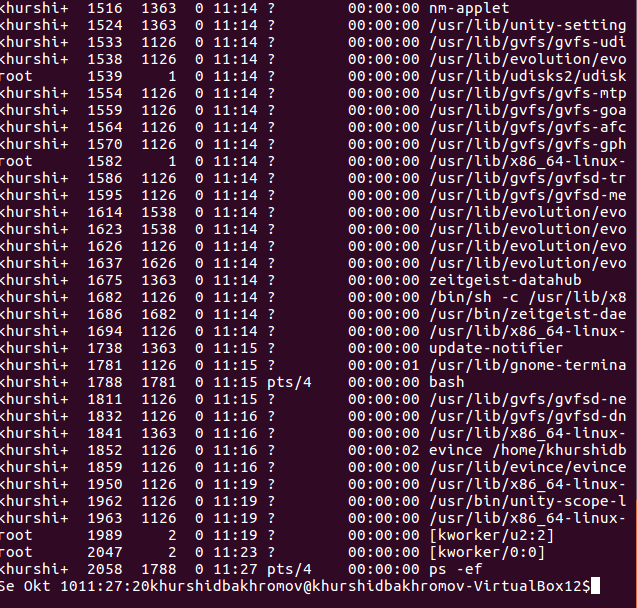 khurshi+  1516  1363  0 11:14 ?        00:00:00 nm-applet
khurshi+  1524  1363  0 11:14 ?        00:00:00 /usr/lib/unity-setting
khurshi+  1533  1126  0 11:14 ?        00:00:00 /usr/lib/gvfs/gvfs-udi
khurshi+  1538  1126  0 11:14 ?        00:00:00 /usr/lib/evolution/evo
root      1539     1  0 11:14 ?        00:00:00 /usr/lib/udisks2/udisk
khurshi+  1554  1126  0 11:14 ?        00:00:00 /usr/lib/gvfs/gvfs-mtp
khurshi+  1559  1126  0 11:14 ?        00:00:00 /usr/lib/gvfs/gvfs-goa
khurshi+  1564  1126  0 11:14 ?        00:00:00 /usr/lib/gvfs/gvfs-afc
khurshi+  1570  1126  0 11:14 ?        00:00:00 /usr/lib/gvfs/gvfs-gph
root      1582     1  0 11:14 ?        00:00:00 /usr/lib/x86_64-linux-
khurshi+  1586  1126  0 11:14 ?        00:00:00 /usr/lib/gvfs/gvfsd-tr
khurshi+  1595  1126  0 11:14 ?        00:00:00 /usr/lib/gvfs/gvfsd-me
khurshi+  1614  1538  0 11:14 ?        00:00:00 /usr/lib/evolution/evo
khurshi+  1623  1538  0 11:14 ?        00:00:00 /usr/lib/evolution/evo
khurshi+  1626  1126  0 11:14 ?        00:00:00 /usr/lib/evolution/evo
khurshi+  1637  1626  0 11:14 ?        00:00:00 /usr/lib/evolution/evo
khurshi+  1675  1363  0 11:14 ?        00:00:00 zeitgeist-datahub
khurshi+  1682  1126  0 11:14 ?        00:00:00 /bin/sh -c /usr/lib/x8
khurshi+  1686  1682  0 11:14 ?        00:00:00 /usr/bin/zeitgeist-dae
khurshi+  1694  1126  0 11:14 ?        00:00:00 /usr/lib/x86_64-linux-
khurshi+  1738  1363  0 11:15 ?        00:00:00 update-notifier
khurshi+  1781  1126  0 11:15 ?        00:00:01 /usr/lib/gnome-termina
khurshi+  1788  1781  0 11:15 pts/4    00:00:00 bash
khurshi+  1811  1126  0 11:15 ?        00:00:00 /usr/lib/gvfs/gvfsd-ne
khurshi+  1832  1126  0 11:16 ?        00:00:00 /usr/lib/gvfs/gvfsd-dn
khurshi+  1841  1363  0 11:16 ?        00:00:00 /usr/lib/x86_64-linux-
khurshi+  1852  1126  0 11:16 ?        00:00:02 evince /home/khurshidb
khurshi+  1859  1126  0 11:16 ?        00:00:00 /usr/lib/evince/evince
khurshi+  1950  1126  0 11:19 ?        00:00:00 /usr/lib/x86_64-linux-
khurshi+  1962  1126  0 11:19 ?        00:00:00 /usr/bin/unity-scope-l
khurshi+  1963  1126  0 11:19 ?        00:00:00 /usr/lib/x86_64-linux-
root      1989     2  0 11:19 ?        00:00:00 [kworker/u2:2]
root      2047     2  0 11:23 ?        00:00:00 [kworker/0:0]
khurshi+  2058  1788  0 11:27 pts/4    00:00:00 ps -ef
Se Okt 1011:27:20khurshidbakhromov@khurshidbakhromov-VirtualBox12$